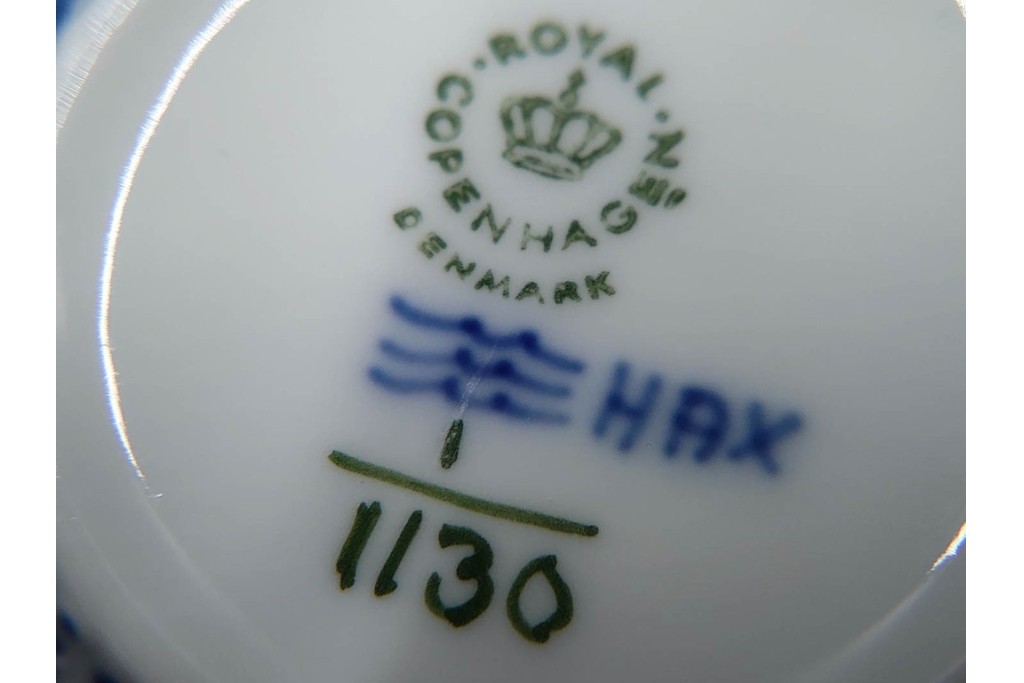 ROYAL
COPENHAGEN
DENMARK
HAX
1
1130